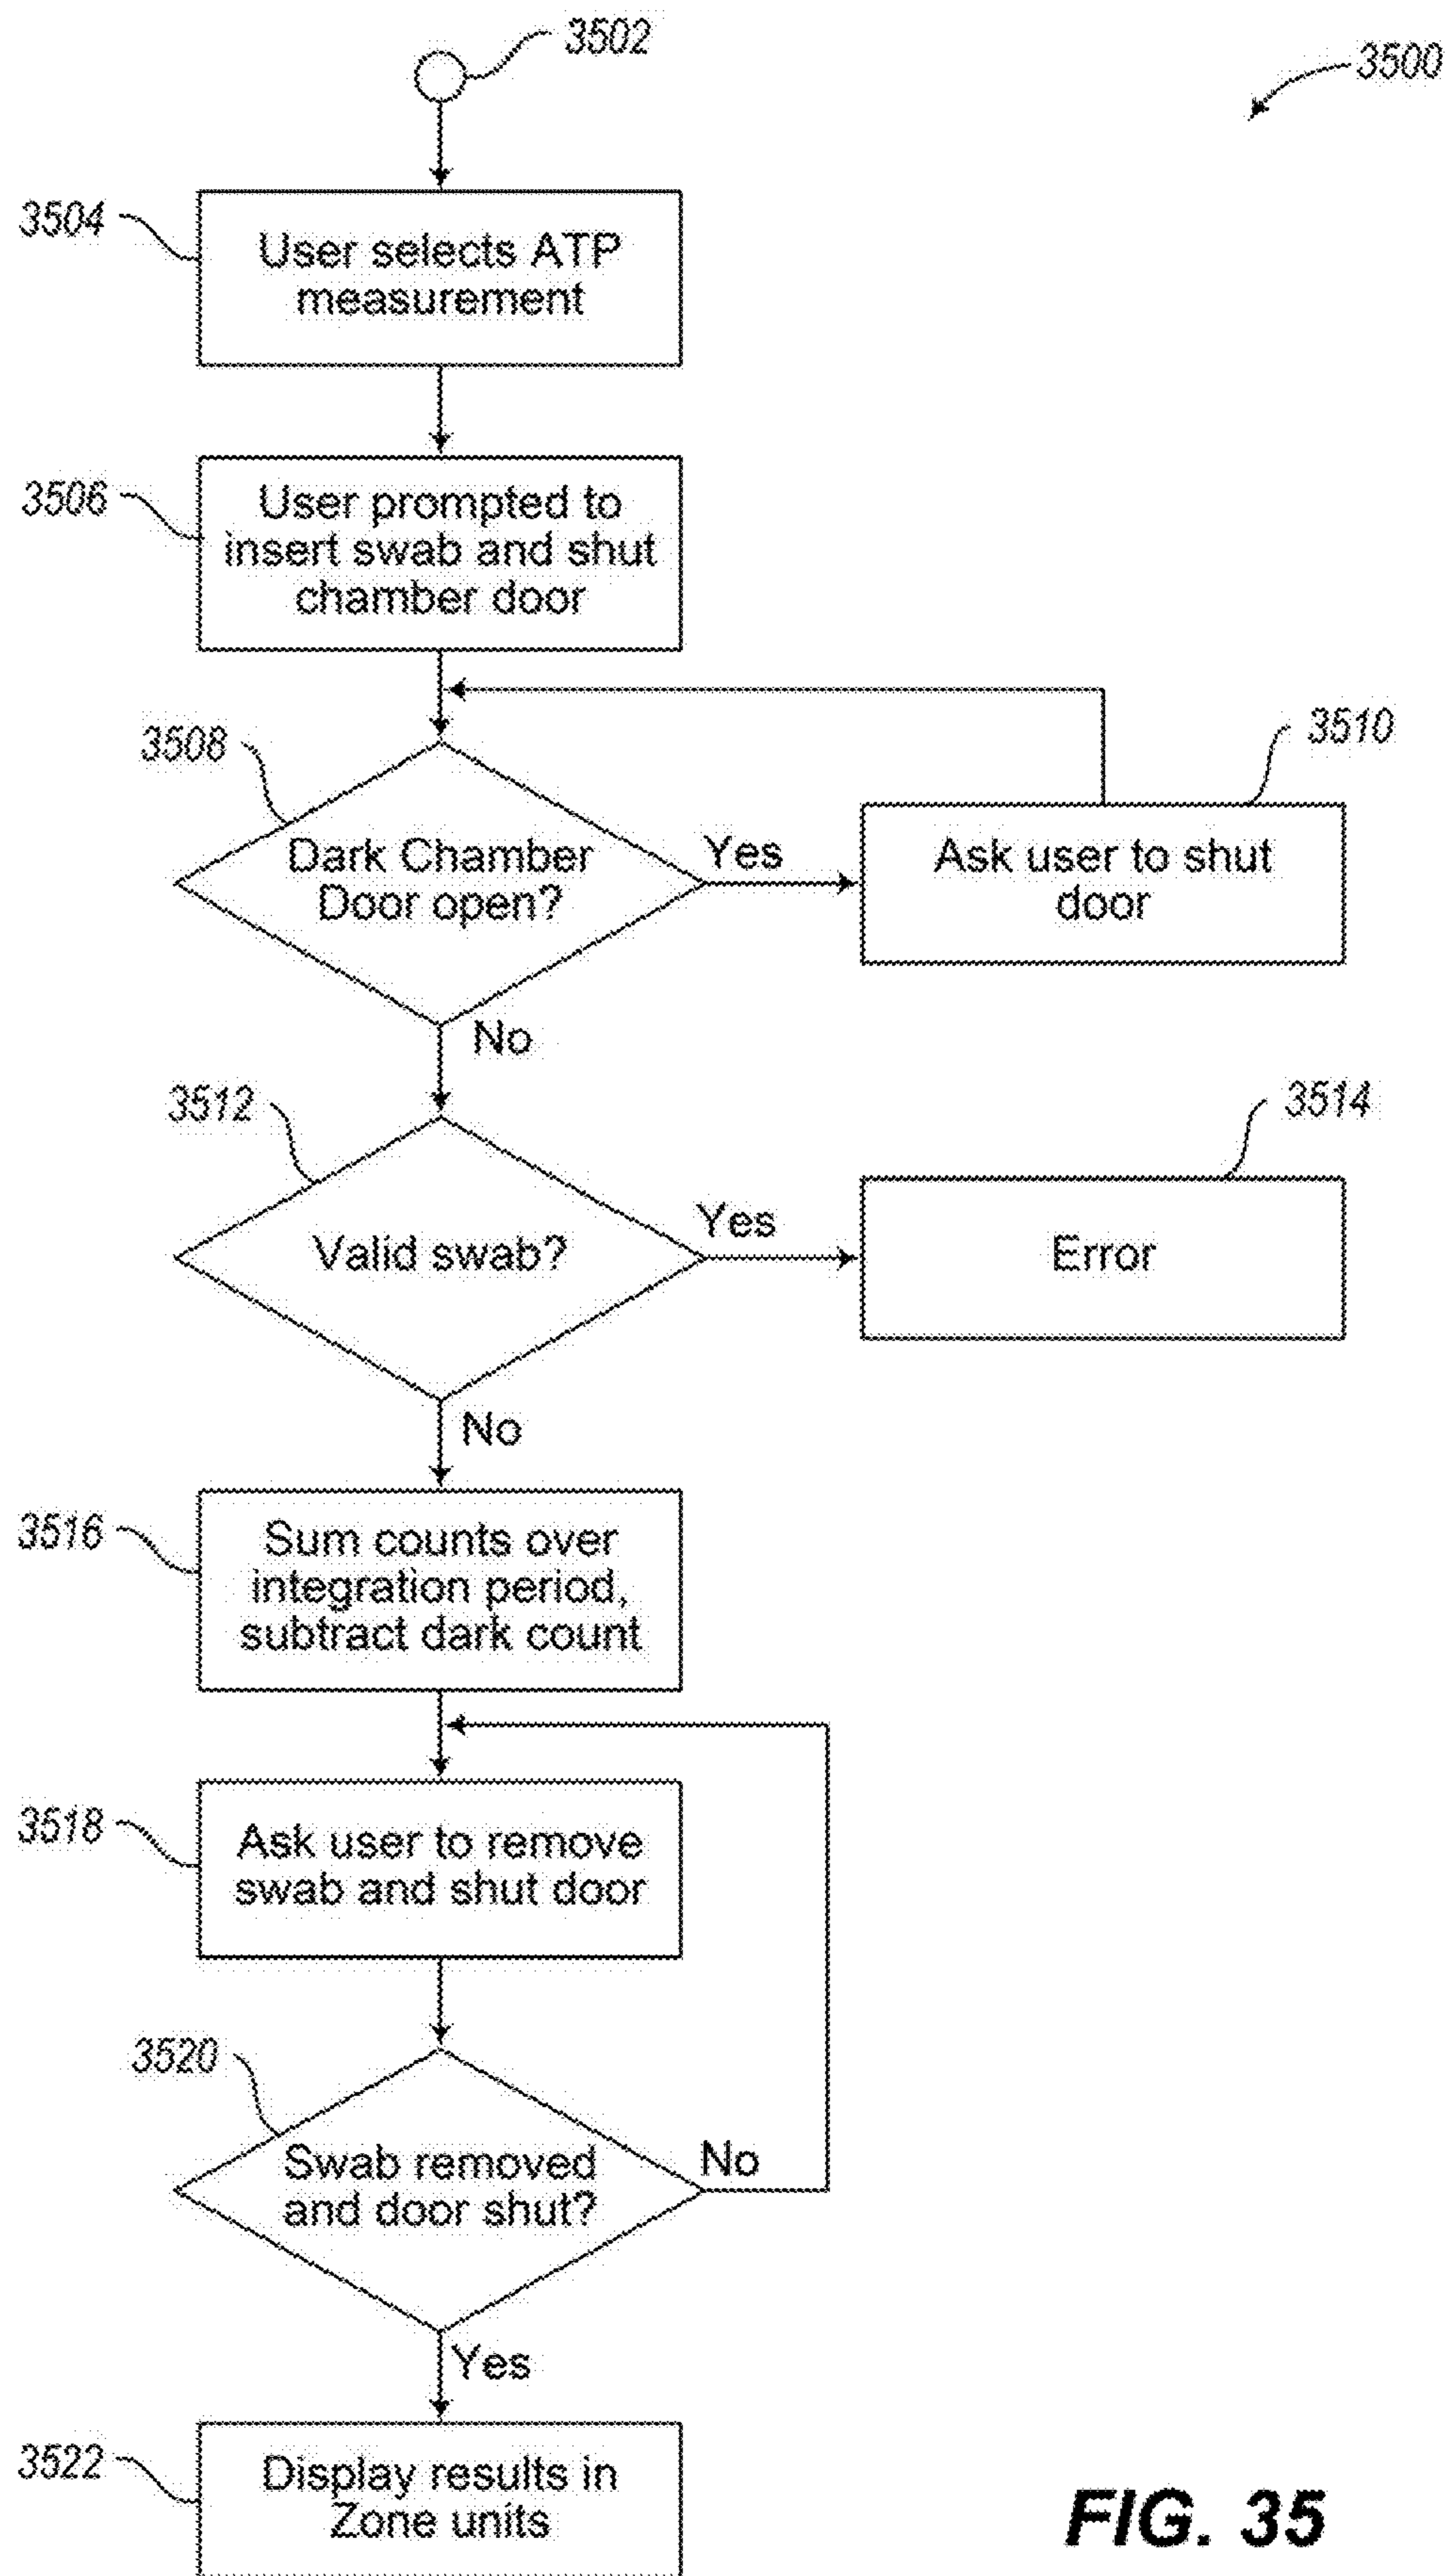 3502
3500
3504
User selects ATP
measurement
3506
User prompted to
insert swab and shut
chamber door
3508
Dark Chamber
Door open?
Yes
3510
Ask user to shut
door
No
3512
Valid swab?
Yes
3514
Error
No
3516
Sum counts over
integration period,
subtract dark count
3518
Ask user to remove
swab and shut door
3520
Swab removed
and door shut?
No
Yes
3522
Display results in
Zone units
FIG. 35